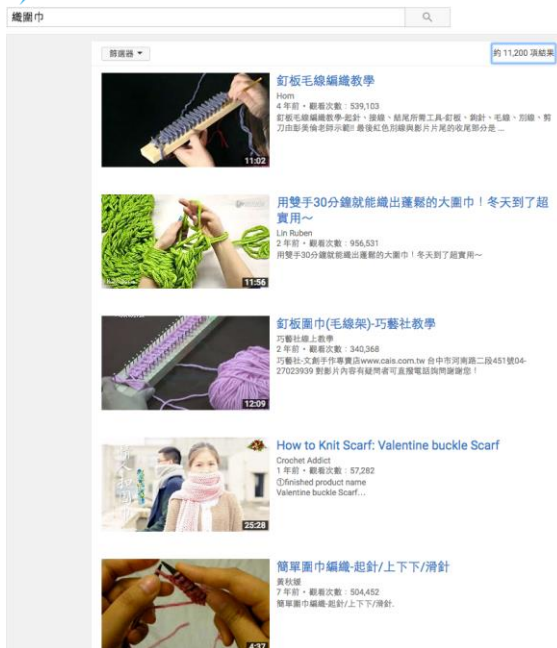 織圍巾
篩選器
約 11,200 項結果
釘板毛線編織教學
Hom
4 年前・觀看次數：539,103
釘板毛線編織教學-起針、接線、結尾所需工具-釘板、鉤針、毛線、別線、剪
刀由彭美倫老師示範!! 最後紅色別線與影片片尾的收尾部分是 ...
11:02
用雙手30分鐘就能織出蓬鬆的大圍巾！冬天到了超
實用～
Lin Ruben
2 年前・觀看次數：956,531
用雙手30分鐘就能織出蓬鬆的大圍巾！冬天到了超實用～
11:56
釘板圍巾(毛線架)-巧藝社教學
巧藝社線上教學
2 年前・觀看次數：340,368
巧藝社-文創手作專賣店www.cais.com.tw 台中市河南路二段451號04-
27023939 對影片內容有疑問者可直撥電話詢問謝謝您！
12:09
How to Knit Scarf: Valentine buckle Scarf
Crochet Addict
1 年前・觀看次數：57,282
①finished product name
Valentine buckle Scarf…
25:28
簡單圍巾編織-起針/上下下/滑針
黃秋媛
7 年前・觀看次數：504,452
簡單圍巾編織-起針/上下下/滑針.
4:37